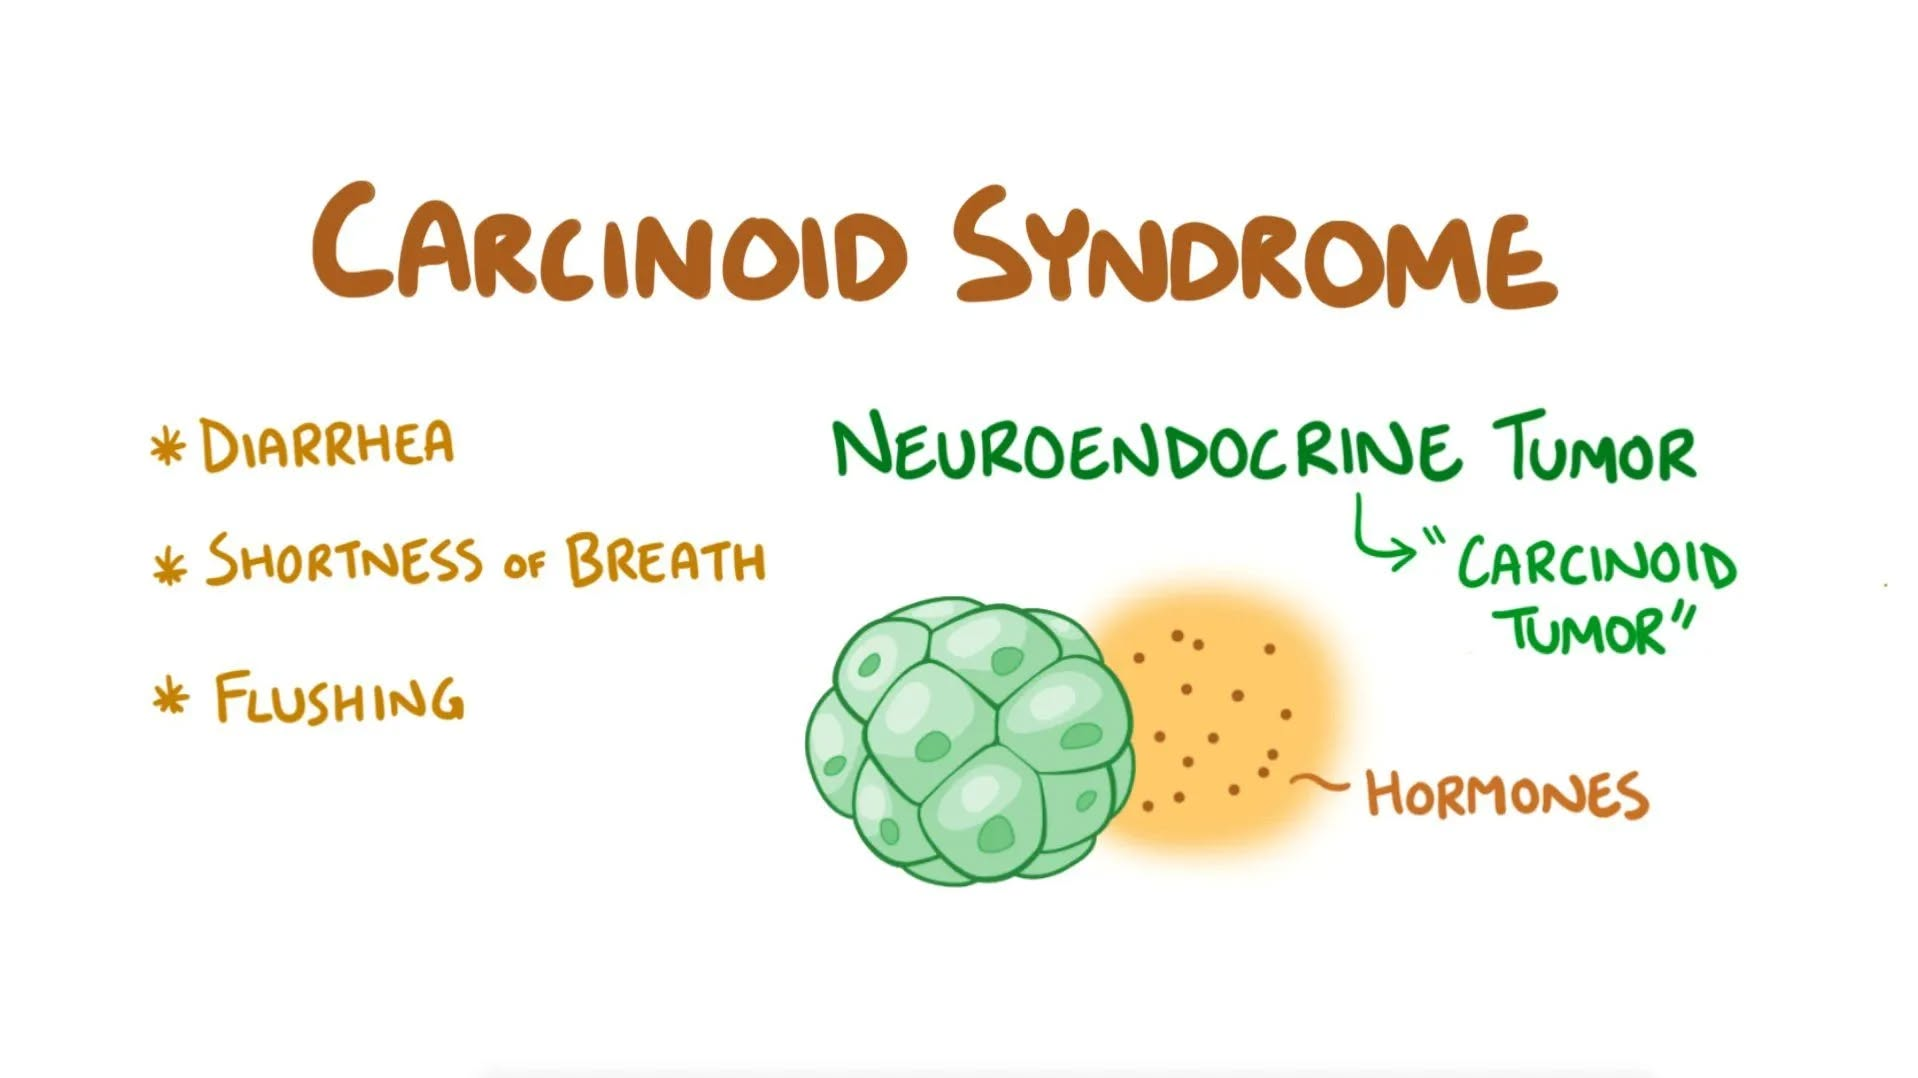 CARCINOID SYNDROME
* DIARRHEA
* SHORTNESS OF BREATH
* FLUSHING
NEUROENDOCRINE TUMOR
"CARCINOID
TUMOR"
HORMONES